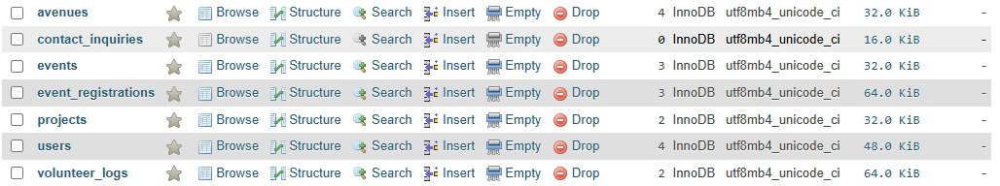 avenues Browse Structure Search Insert Empty Drop 4 InnoDB utf8mb4_unicode_ci 32.0 KiB -
contact_inquiries Browse Structure Search Insert Empty Drop 0 InnoDB utf8mb4_unicode_ci 16.0 KiB -
events Browse Structure Search Insert Empty Drop 3 InnoDB utf8mb4_unicode_ci 32.0 KiB -
event_registrations Browse Structure Search Insert Empty Drop 3 InnoDB utf8mb4_unicode_ci 64.0 KiB -
projects Browse Structure Search Insert Empty Drop 2 InnoDB utf8mb4_unicode_ci 32.0 KiB -
users Browse Structure Search Insert Empty Drop 4 InnoDB utf8mb4_unicode_ci 48.0 KiB -
volunteer_logs Browse Structure Search Insert Empty Drop 2 InnoDB utf8mb4_unicode_ci 64.0 KiB -